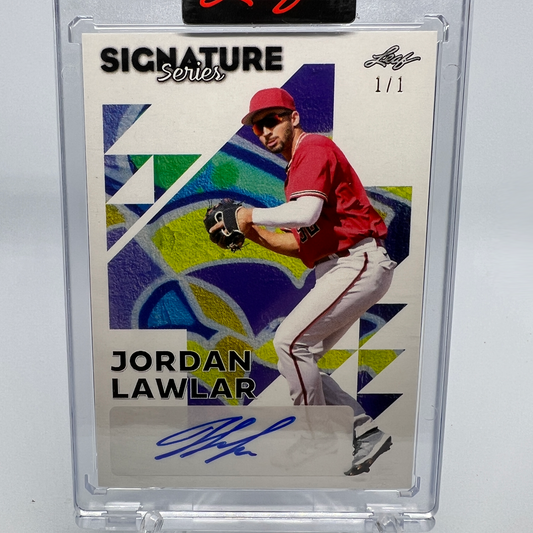 SIGNATURE
Series
Leaf
1/1
JORDAN
LAWLAR